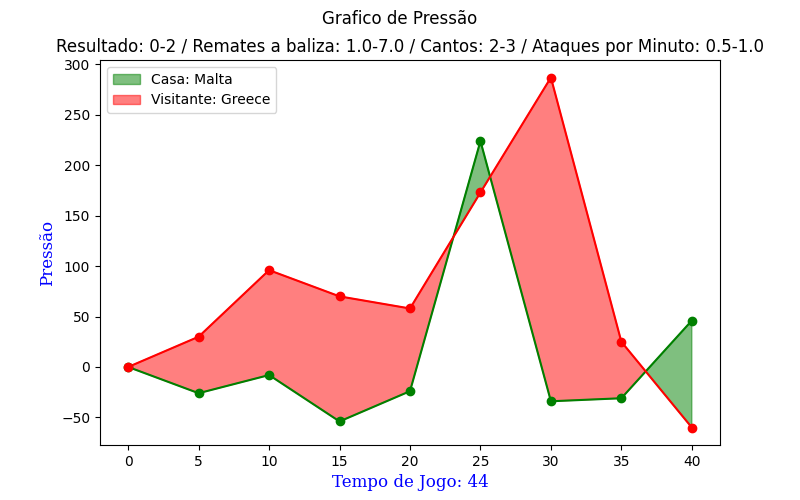 Grafico de Pressão
Resultado: 0-2 / Remates a baliza: 1.0-7.0 / Cantos: 2-3 / Ataques por Minuto: 0.5-1.0
Casa: Malta
Visitante: Greece
300
250
200
150
100
50
0
−50
Pressão
0 5 10 15 20 25 30 35 40
Tempo de Jogo: 44